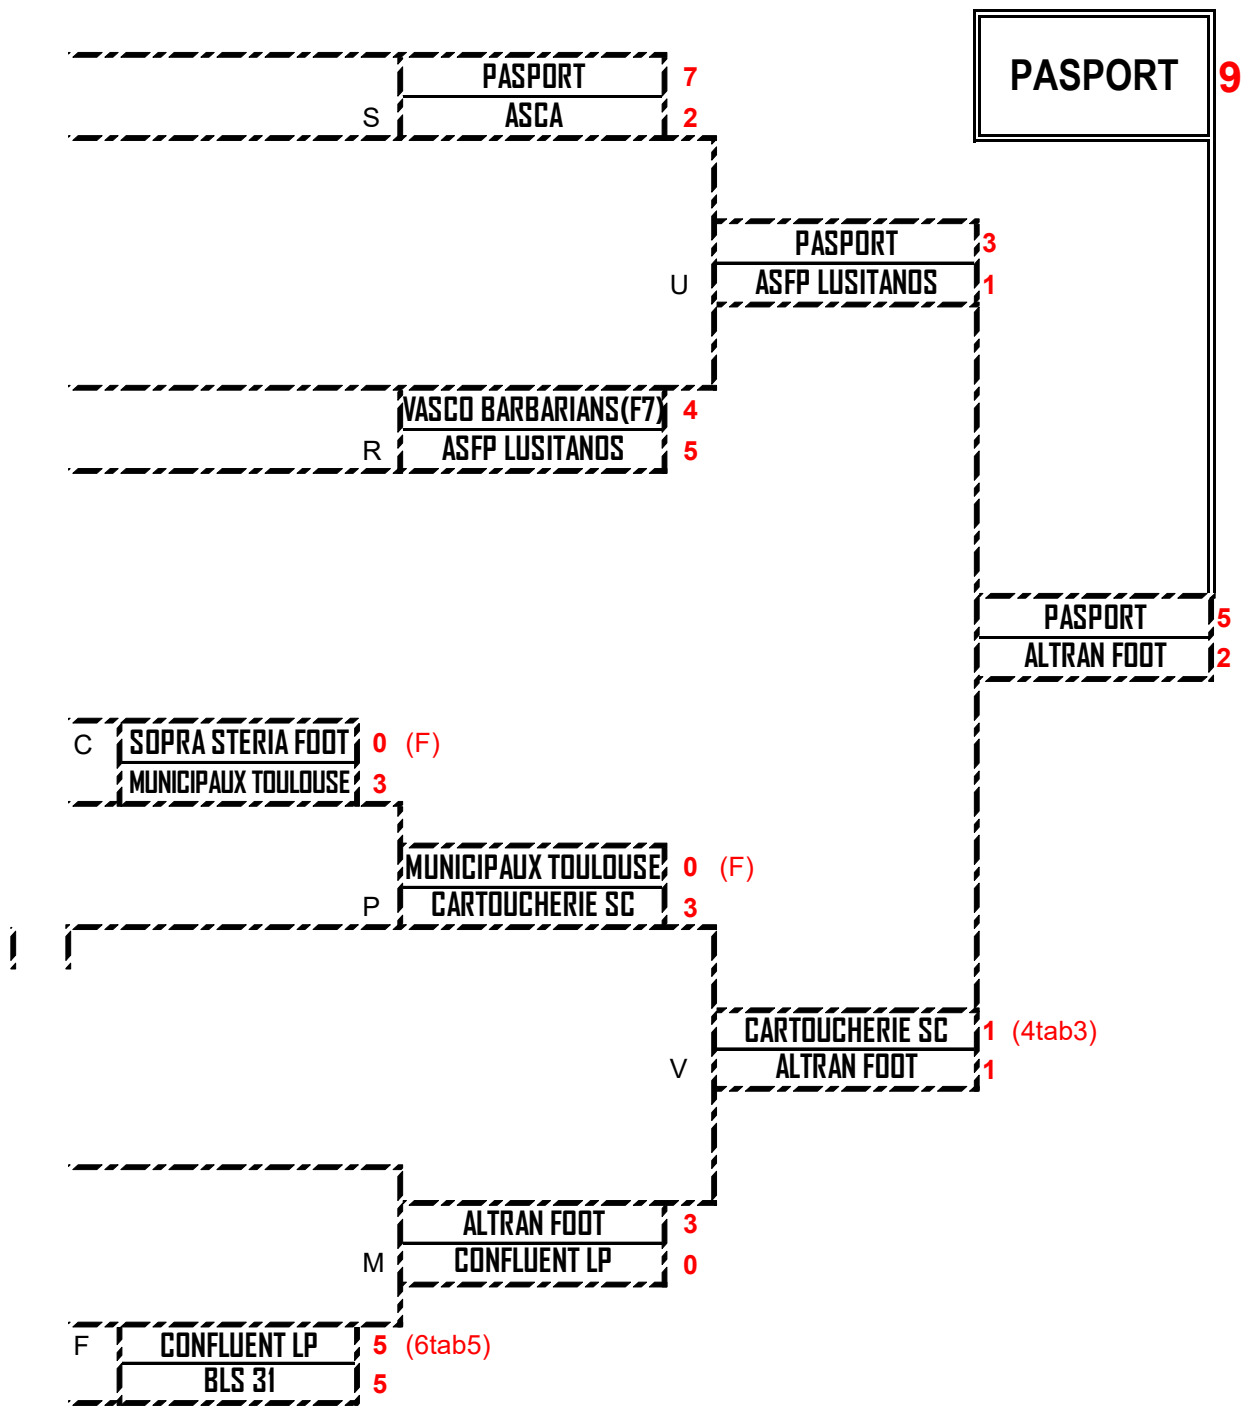 PASPORT 9
PASPORT 7
S ASCA 2
PASPORT 3
U ASFP LUSITANOS 1
VASCO BARBARIANS(F7) 4
R ASFP LUSITANOS 5
PASPORT 5
ALTRAN FOOT 2
C SOPRA STERIA FOOT 0 (F)
MUNICIPAUX TOULOUSE 3
MUNICIPAUX TOULOUSE 0 (F)
P CARTOUCHERIE SC 3
CARTOUCHERIE SC 1 (4tab3)
V ALTRAN FOOT 1
ALTRAN FOOT 3
M CONFLUENT LP 0
F CONFLUENT LP 5 (6tab5)
BLS 31 5